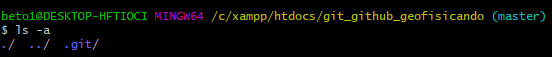 beto1@DESKTOP-HFTIOCI MINGW64 /c/xampp/htdocs/git_github_geofisicando (master)
$ ls -a
./  ../  .git/